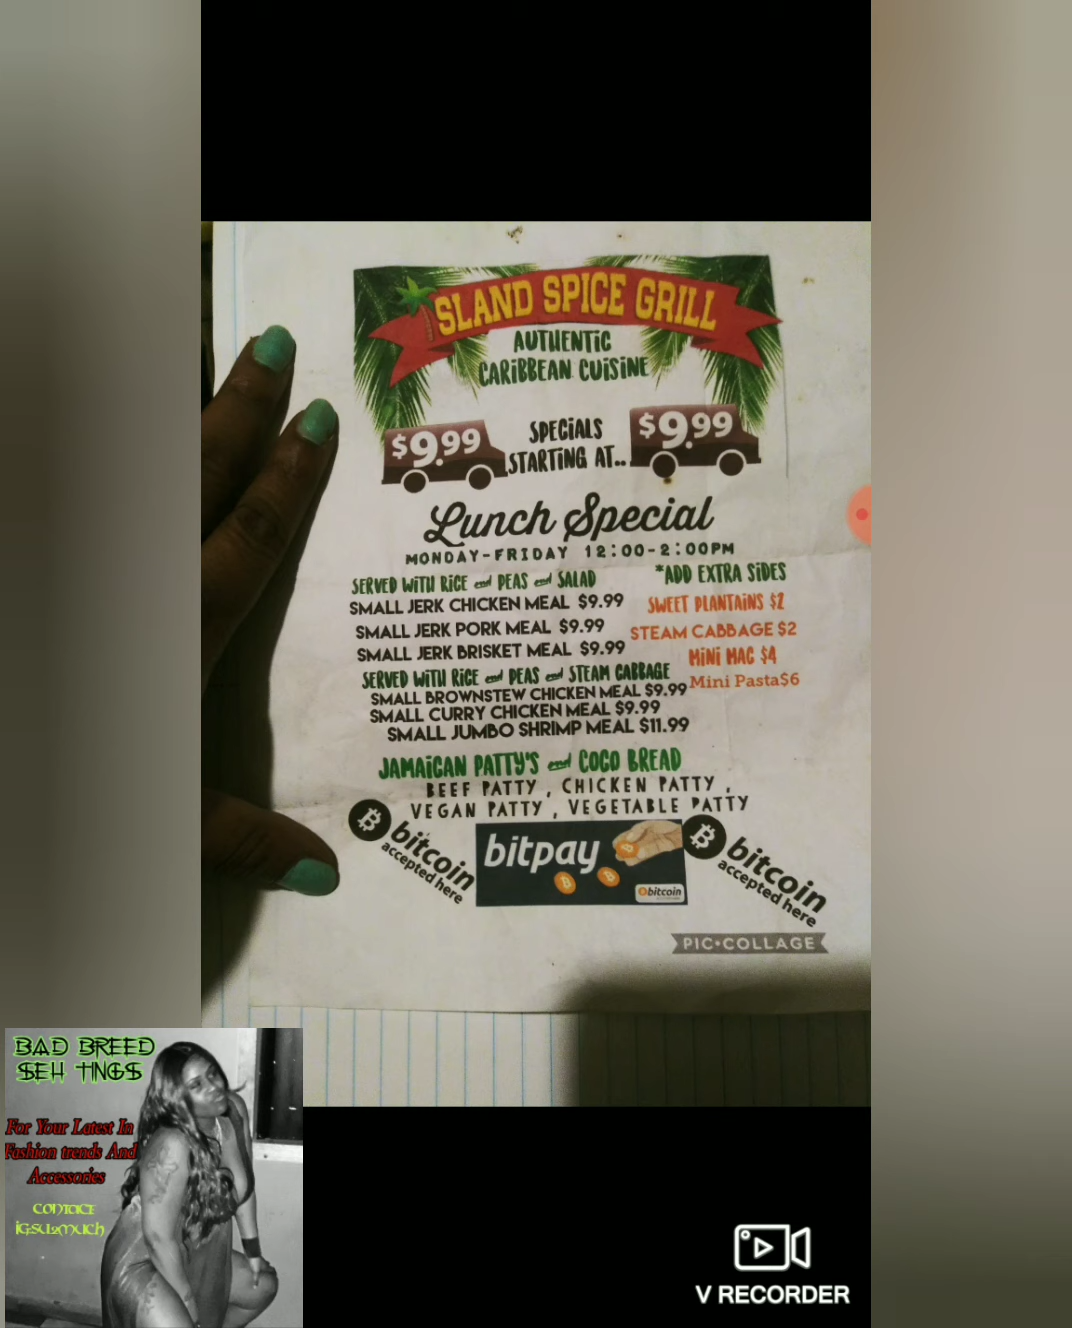 SLAND SPICE GRILL
AUTHENTIC
CARIBBEAN CUISINE
$9.99
SPECIALS
STARTING AT..
$9.99
Lunch Special
MONDAY-FRIDAY 12:00-2:00PM
SERVED WITH RICE and PEAS and SALAD
SMALL JERK CHICKEN MEAL $9.99
SMALL JERK PORK MEAL $9.99
SMALL JERK BRISKET MEAL $9.99
SERVED WITH RICE and PEAS and STEAM CABBAGE
SMALL BROWNSTEW CHICKEN MEAL $9.99
SMALL CURRY CHICKEN MEAL $9.99
SMALL JUMBO SHRIMP MEAL $11.99
*ADD EXTRA SIDES
SWEET PLANTAINS $2
STEAM CABBAGE $2
MINI MAC $4
Mini Pasta$6
JAMAICAN PATTY'S and COCO BREAD
BEEF PATTY , CHICKEN PATTY ,
VEGAN PATTY , VEGETABLE PATTY
bitcoin
accepted here
bitpay
bitcoin
bitcoin
accepted here
PIC•COLLAGE
BAD BREED
SEH TINGS
For Your Latest In
Fashion trends And
Accessories
CONTACT
V RECORDER